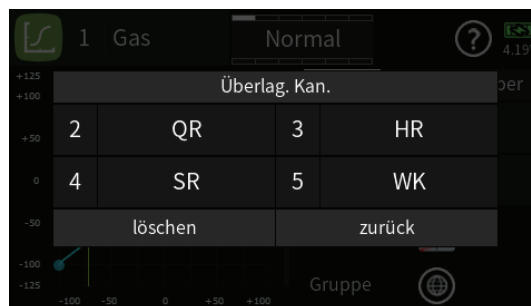 1 Gas Normal ?
4.19
+125
+100
ber
Überlag. Kan.
2 QR 3 HR
+50
4 SR 5 WK
0
-50
löschen zurück
-100
-125
Gruppe
-100 -50 0 +50 +100